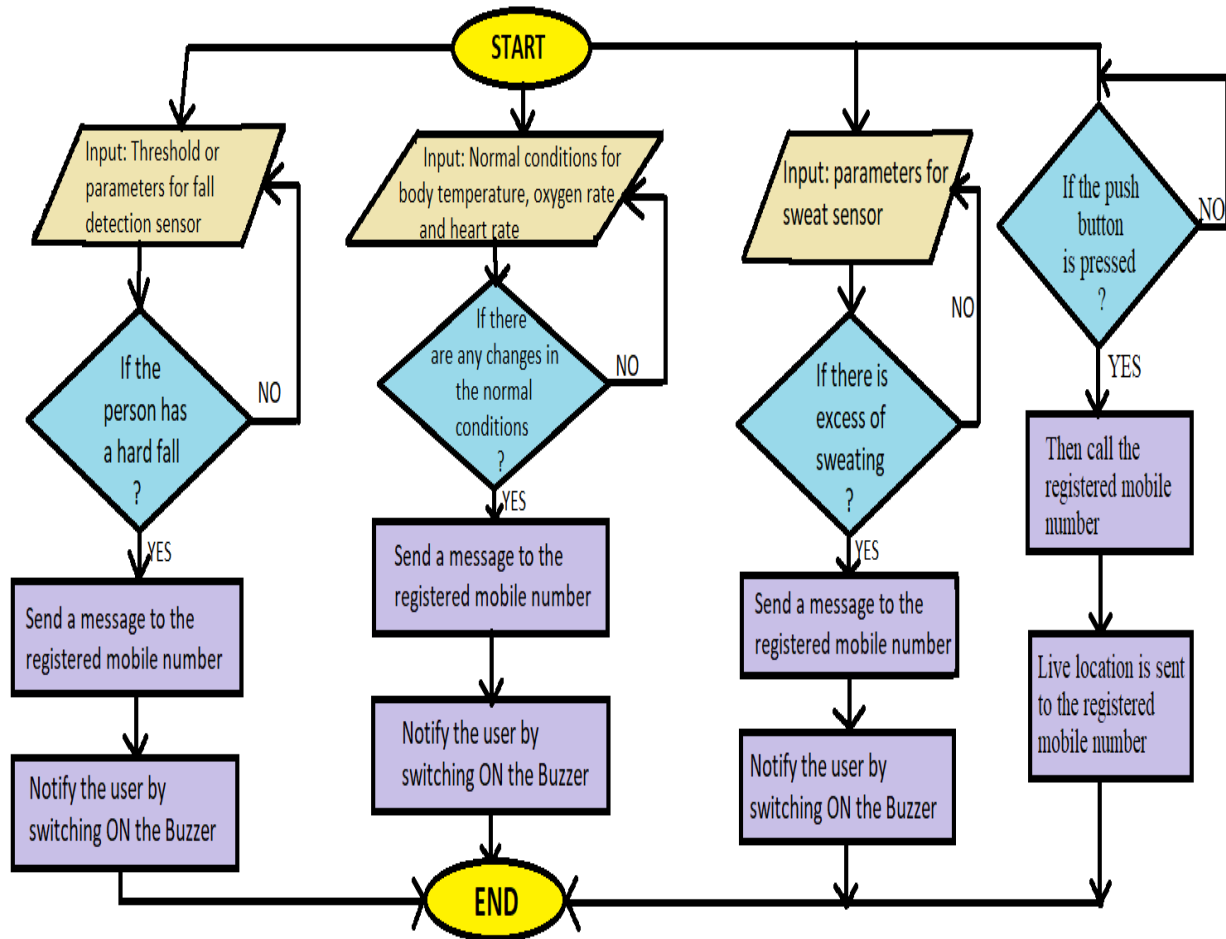 START
Input: Threshold or
parameters for fall
detection sensor
If the
person has
a hard fall
?
NO
YES
Send a message to the
registered mobile number
Notify the user by
switching ON the Buzzer
Input: Normal conditions for
body temperature, oxygen rate
and heart rate
If there
are any changes in
the normal
conditions
?
NO
YES
Send a message to the
registered mobile number
Notify the user by
switching ON the Buzzer
Input: parameters for
sweat sensor
If there is
excess of
sweating
?
NO
YES
Send a message to the
registered mobile number
Notify the user by
switching ON the Buzzer
If the push
button
is pressed
?
NO
YES
Then call the
registered mobile
number
Live location is sent
to the registered
mobile number
END